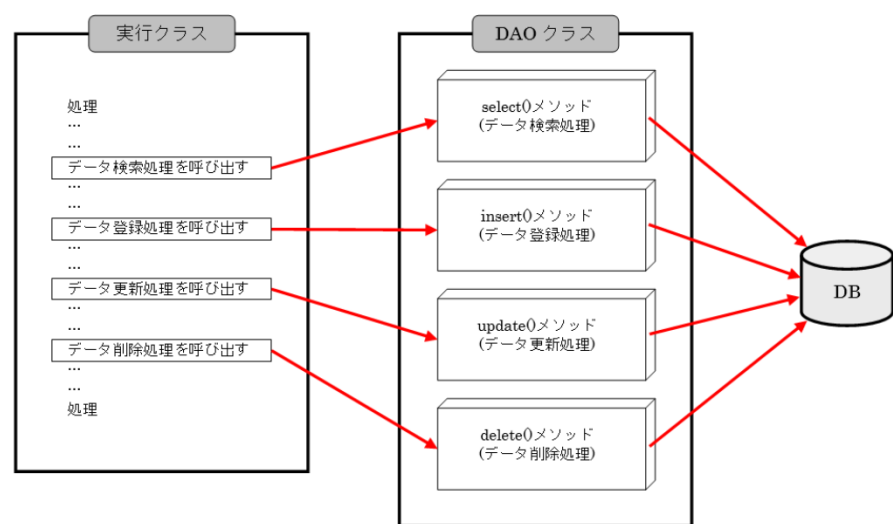 実行クラス
処理
…
…
データ検索処理を呼び出す
…
…
データ登録処理を呼び出す
…
…
データ更新処理を呼び出す
…
…
データ削除処理を呼び出す
…
…
処理
DAO クラス
select()メソッド
(データ検索処理)
insert()メソッド
(データ登録処理)
update()メソッド
(データ更新処理)
delete()メソッド
(データ削除処理)
DB